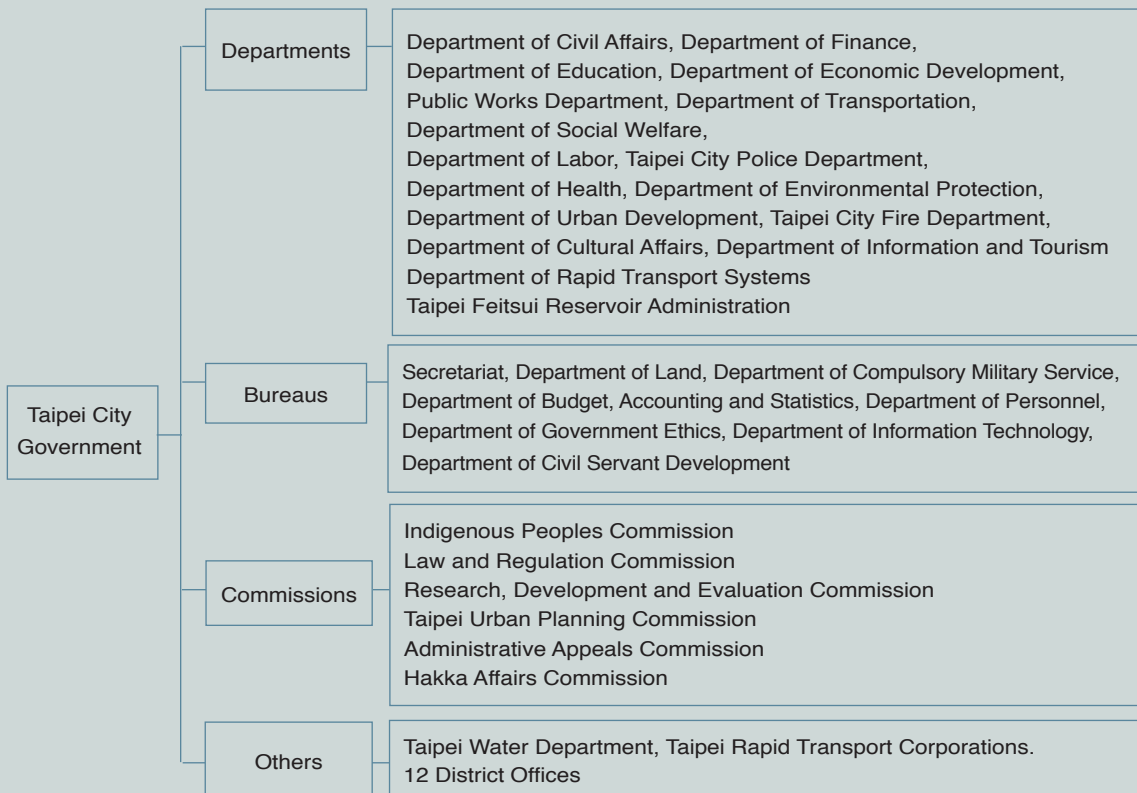 Taipei City
Government
Departments
Department of Civil Affairs, Department of Finance,
Department of Education, Department of Economic Development,
Public Works Department, Department of Transportation,
Department of Social Welfare,
Department of Labor, Taipei City Police Department,
Department of Health, Department of Environmental Protection,
Department of Urban Development, Taipei City Fire Department,
Department of Cultural Affairs, Department of Information and Tourism
Department of Rapid Transport Systems
Taipei Feitsui Reservoir Administration
Bureaus
Secretariat, Department of Land, Department of Compulsory Military Service,
Department of Budget, Accounting and Statistics, Department of Personnel,
Department of Government Ethics, Department of Information Technology,
Department of Civil Servant Development
Commissions
Indigenous Peoples Commission
Law and Regulation Commission
Research, Development and Evaluation Commission
Taipei Urban Planning Commission
Administrative Appeals Commission
Hakka Affairs Commission
Others
Taipei Water Department, Taipei Rapid Transport Corporations.
12 District Offices